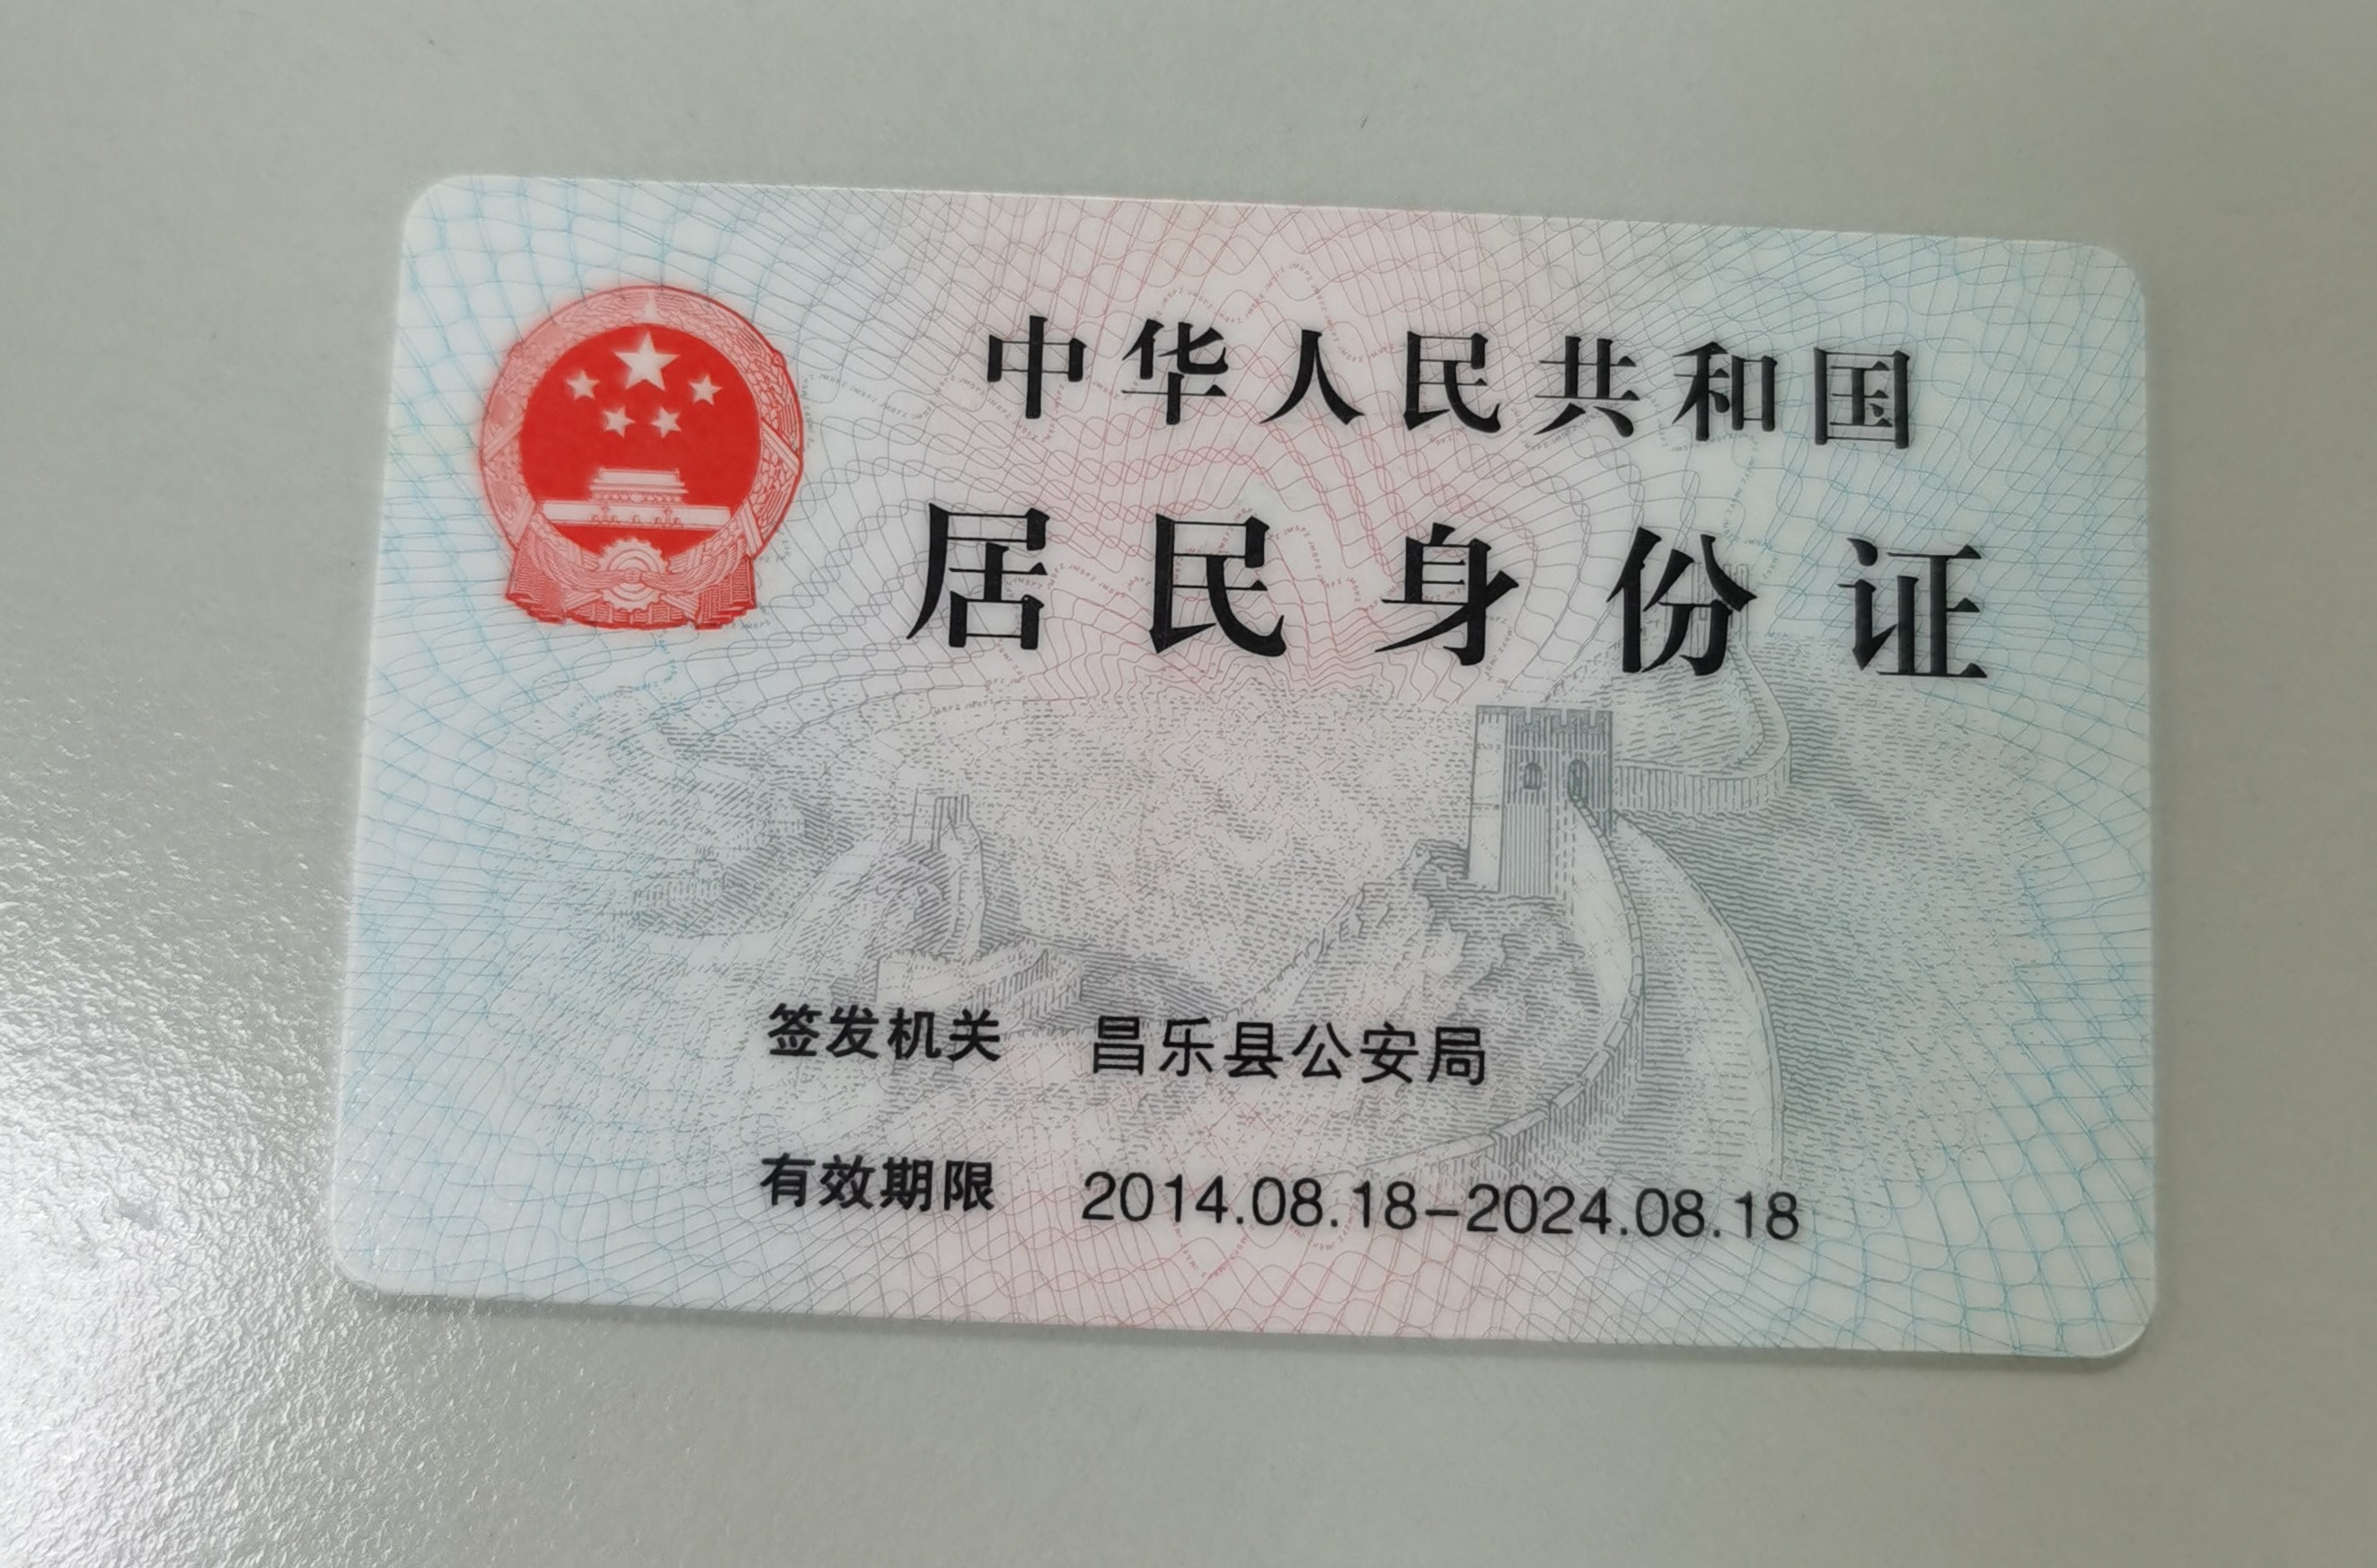 中华人民共和国
居民身份证
签发机关 昌乐县公安局
有效期限 2014.08.18-2024.08.18